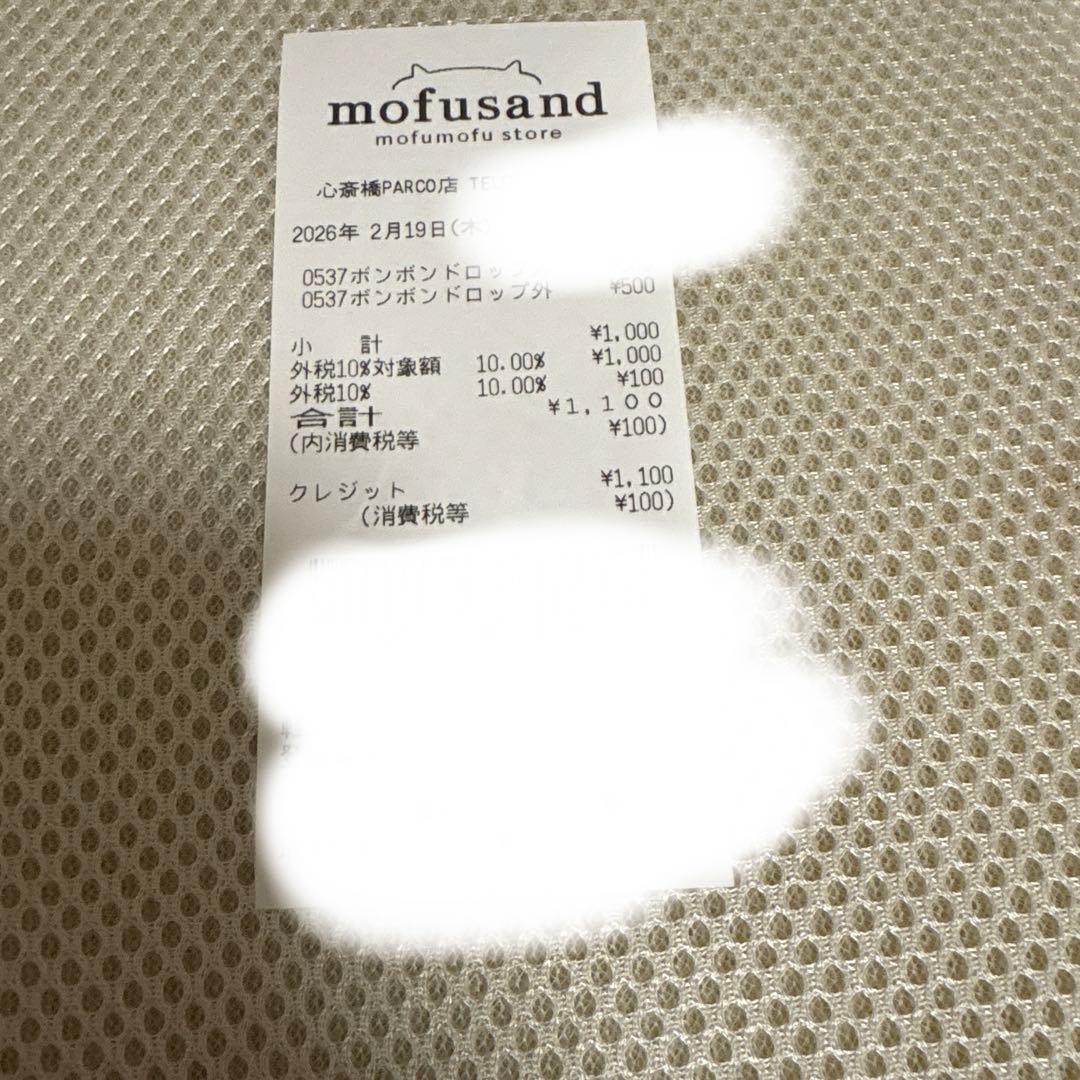 mofusand
mofumofu store
心斎橋PARCO店 TEL
2026年 2月19日(木)
0537ボンボンドロップ
0537ボンボンドロップ外 ¥500
小 計 ¥1,000
外税10%対象額 10.00% ¥1,000
外税10% 10.00% ¥100
合計 ¥1,100
(内消費税等 ¥100)
クレジット ¥1,100
(消費税等 ¥100)